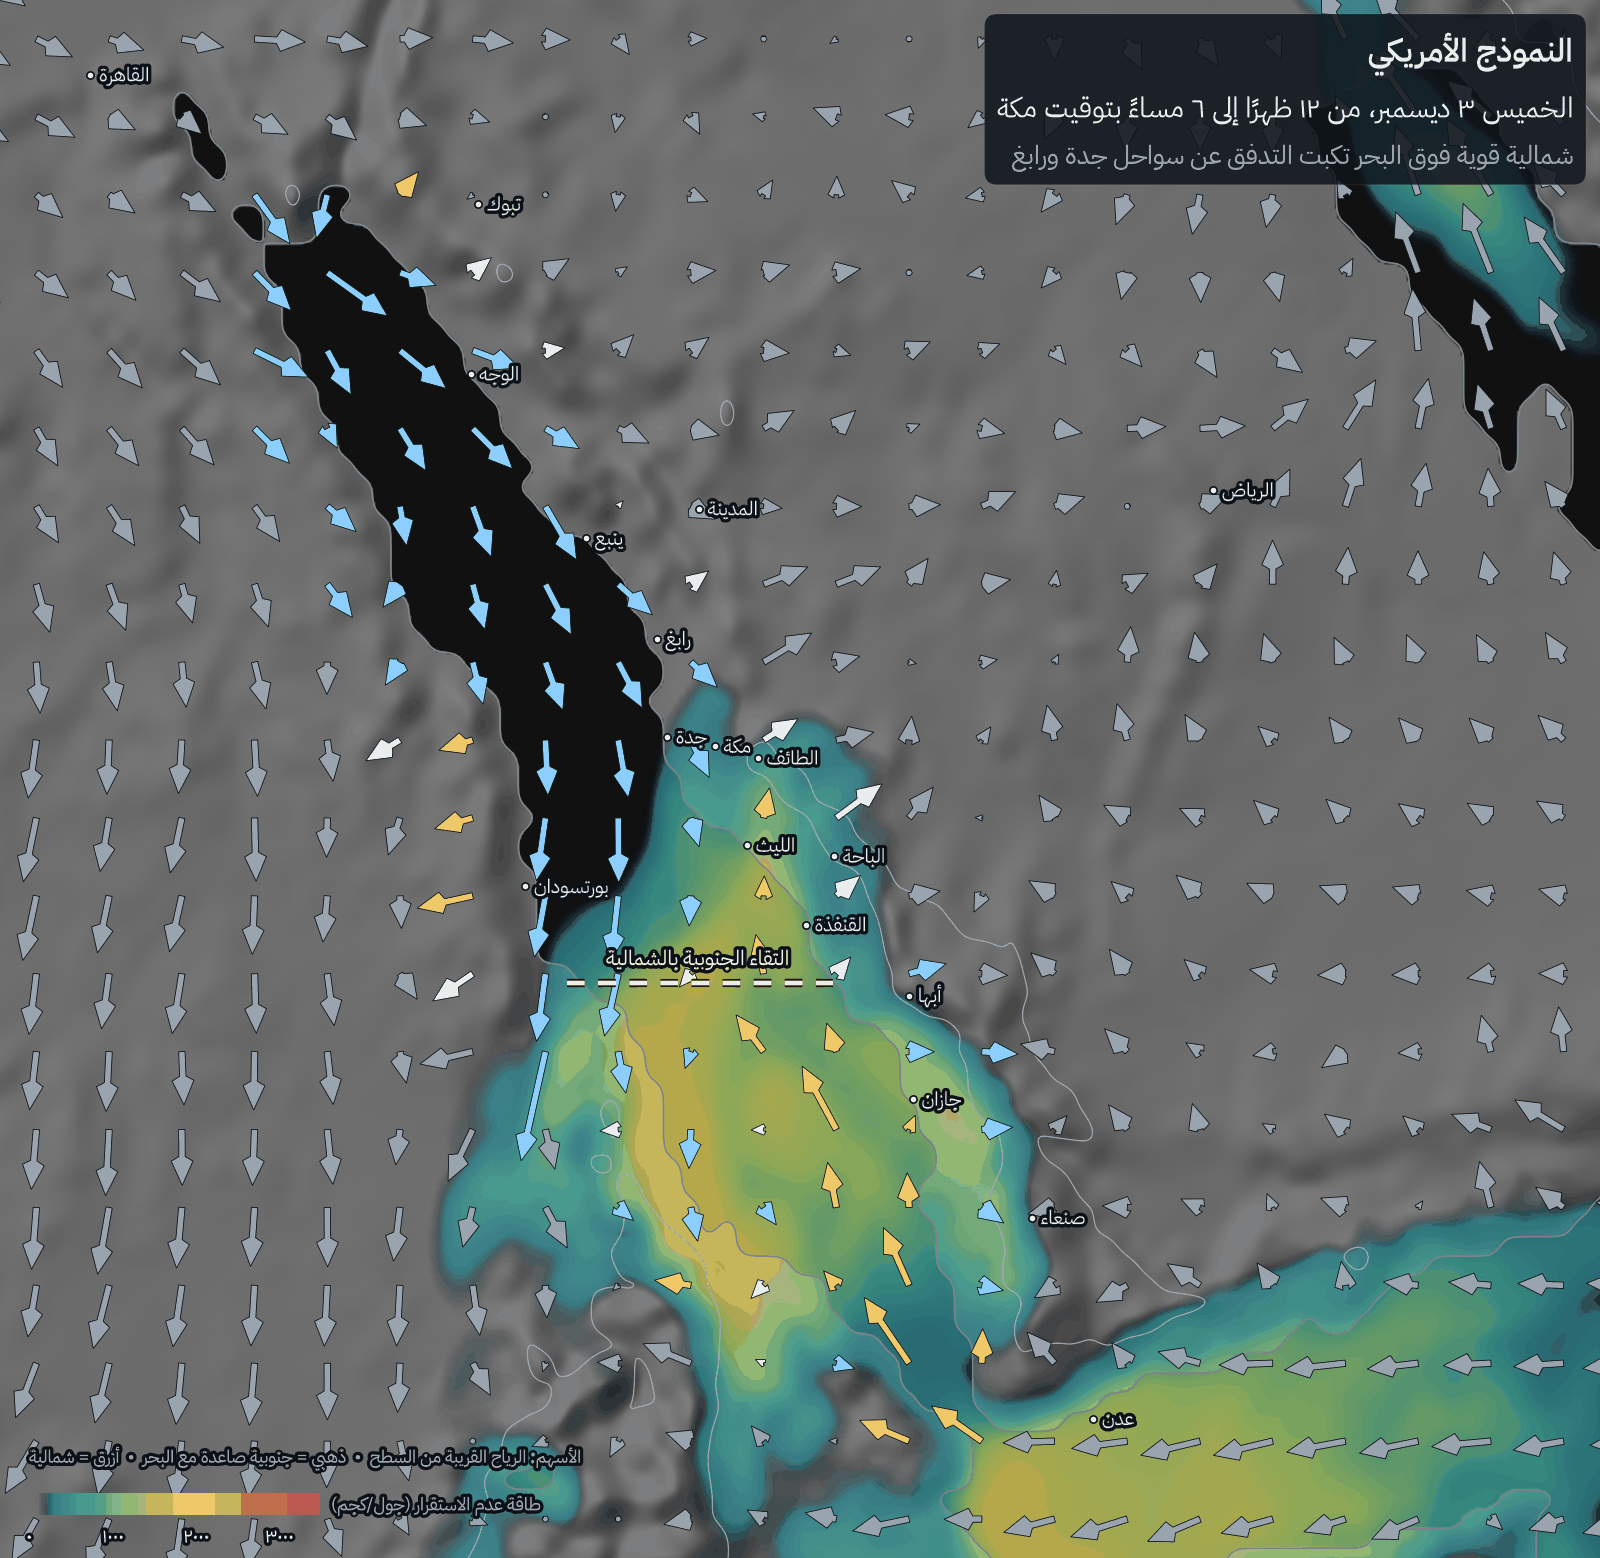 النموذج الأمريكي
الخميس ٣ ديسمبر، من ١٢ ظهرًا إلى ٦ مساءً بتوقيت مكة
شمالية قوية فوق البحر تكبت التدفق عن سواحل جدة ورابغ
القاهرة
تبوك
الوجه
الرياض
المدينة
ينبع
رابغ
جدة
مكة
الطائف
الليث
الباحة
بورتسودان
القنفذة
التقاء الجنوبية بالشمالية
أبها
جازان
صنعاء
عدن
الأسهم: الرياح القريبة من السطح • ذهبي = جنوبية صاعدة مع البحر • أزرق = شمالية
طاقة عدم الاستقرار (جول/كجم)
٠ ١٠٠٠ ٢٠٠٠ ٣٠٠٠